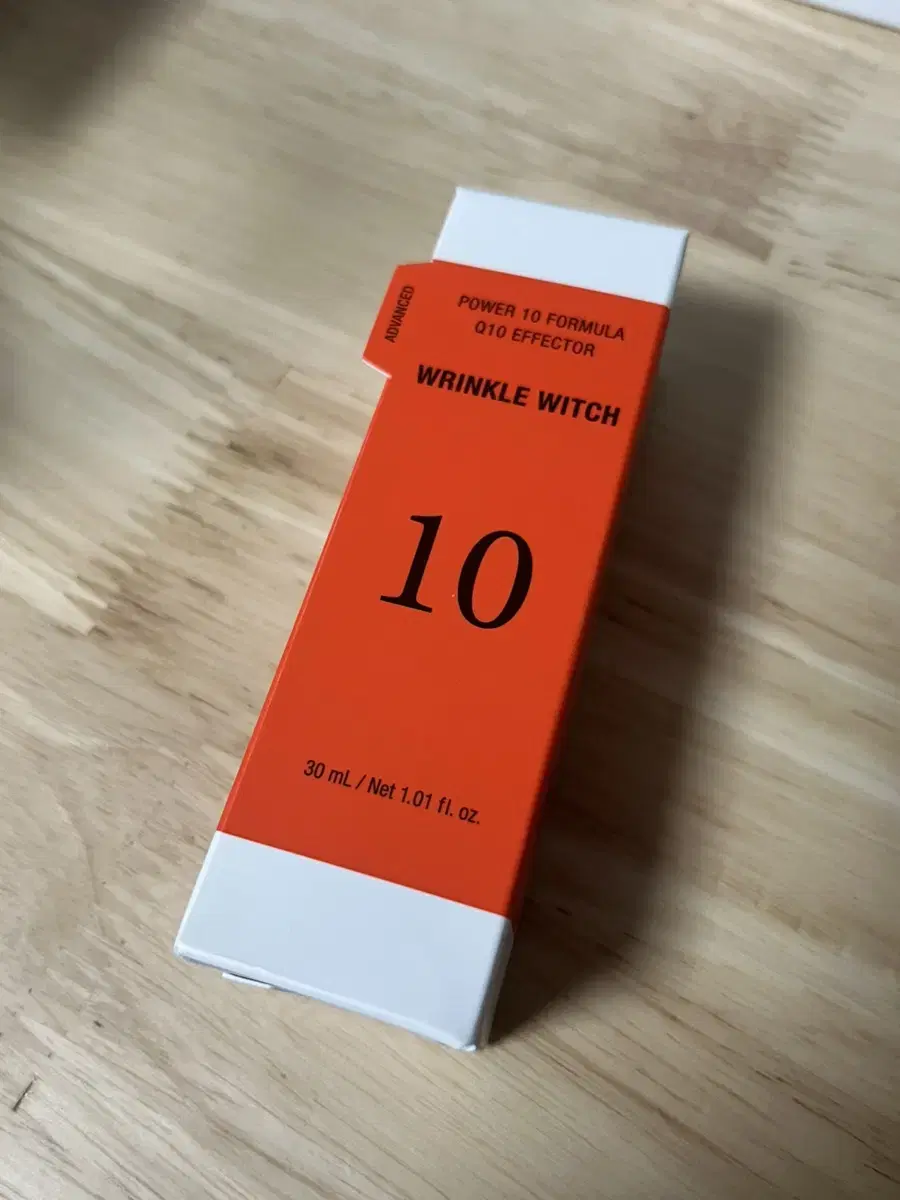 ADVANCED
POWER 10 FORMULA
Q10 EFFECTOR
WRINKLE WITCH
10
30 mL / Net 1.01 fl. oz.